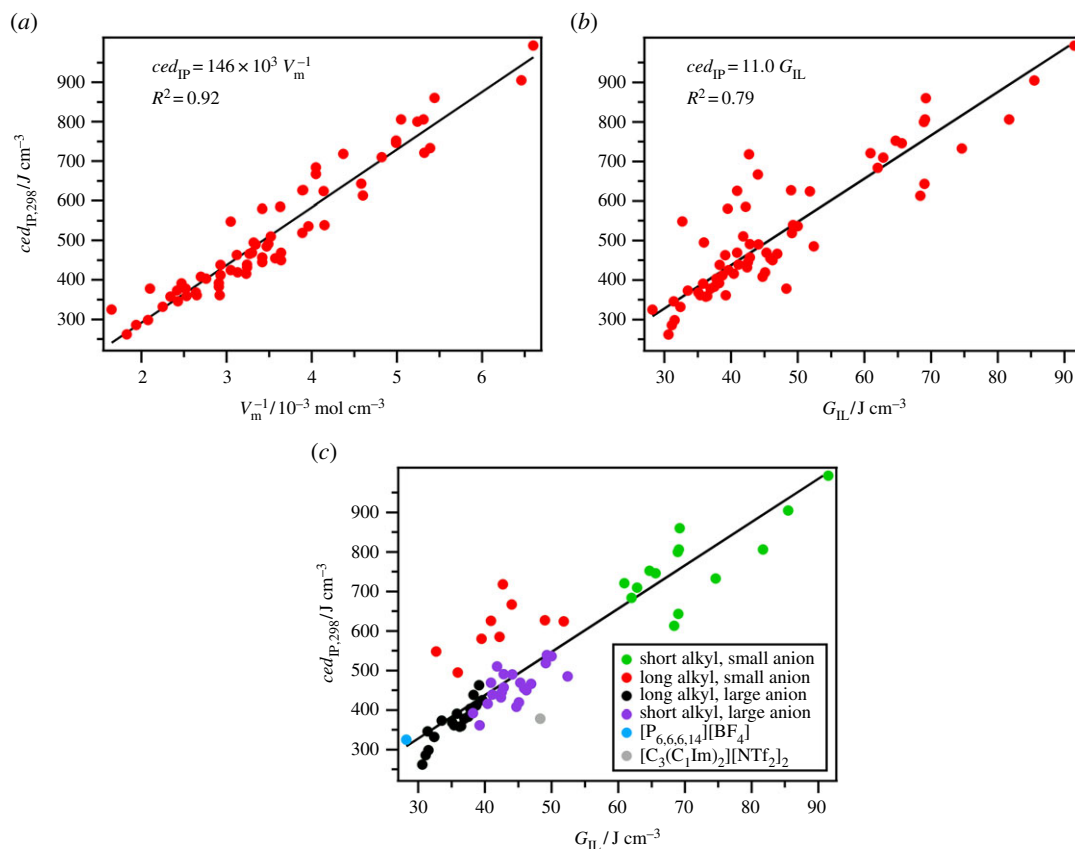 (a)
ced_IP = 146 × 10³ V_m⁻¹
R² = 0.92
900
800
700
600
500
400
300
ced_IP,298/J cm⁻³
2 3 4 5 6
V_m⁻¹/10⁻³ mol cm⁻³
(b)
ced_IP = 11.0 G_IL
R² = 0.79
900
800
700
600
500
400
300
30 40 50 60 70 80 90
G_IL/J cm⁻³
(c)
900
800
700
600
500
400
300
ced_IP,298/J cm⁻³
short alkyl, small anion
long alkyl, small anion
long alkyl, large anion
short alkyl, large anion
[P_6,6,6,14][BF₄]
[C₃(C₁Im)₂][NTf₂]₂
30 40 50 60 70 80 90
G_IL/J cm⁻³